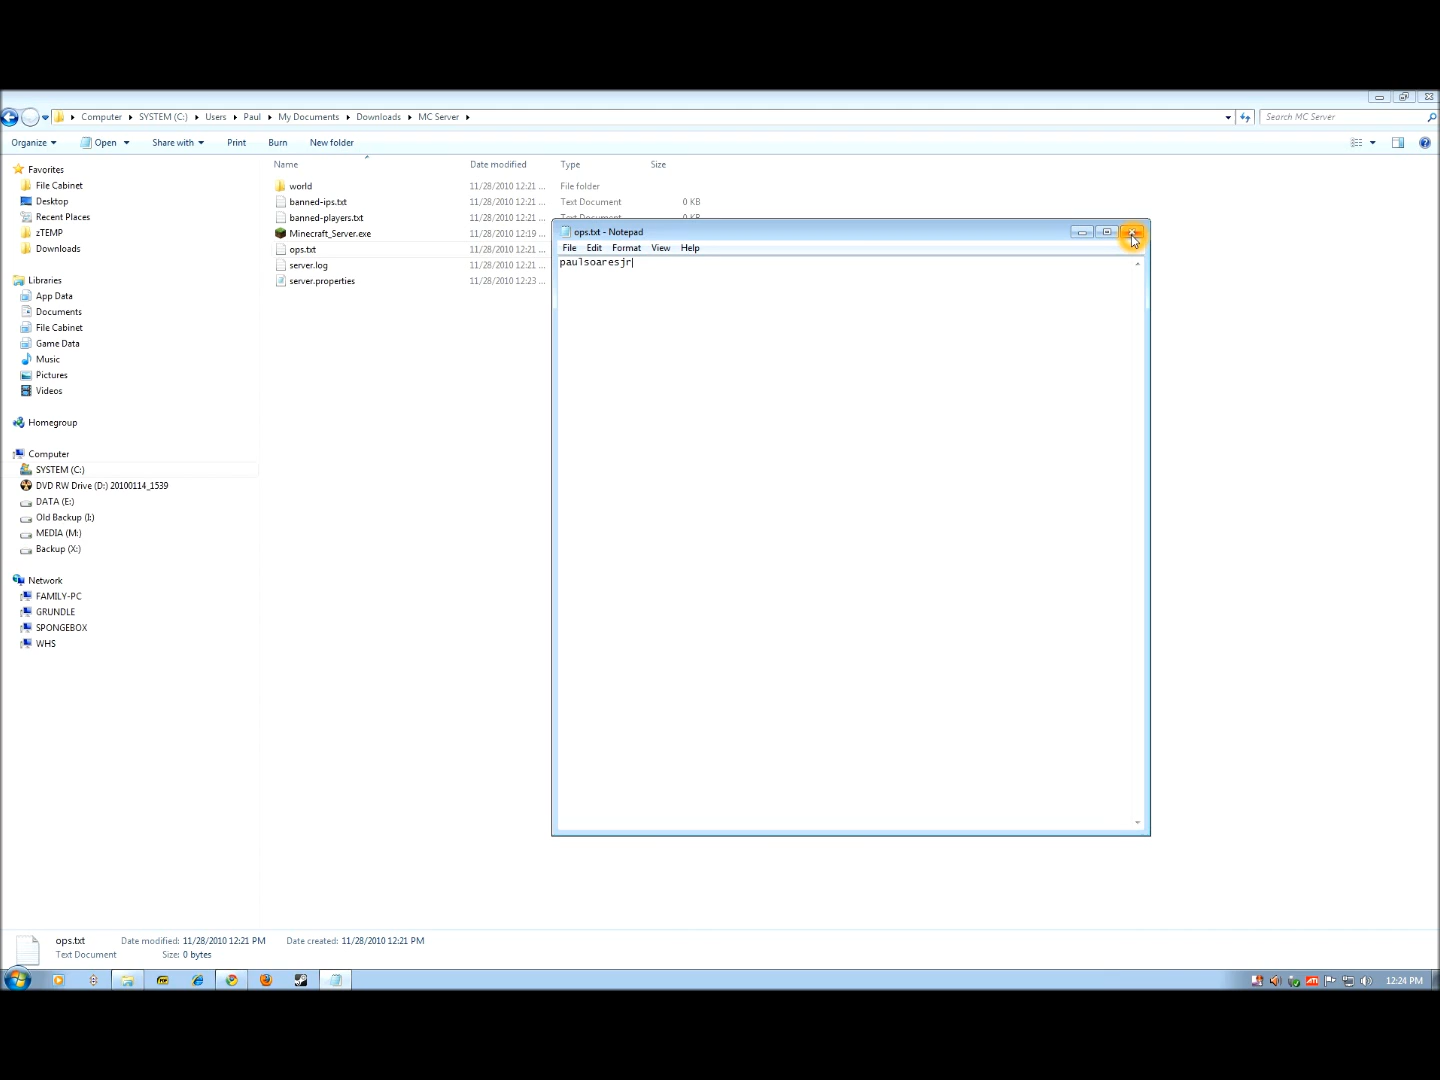 Computer SYSTEM (C:) Users Paul My Documents Downloads MC Server
Search MC Server
Organize Open Share with Print Burn New folder
Name Date modified Type Size
Favorites
File Cabinet
Desktop
Recent Places
zTEMP
Downloads
Libraries
App Data
Documents
File Cabinet
Game Data
Music
Pictures
Videos
Homegroup
Computer
SYSTEM (C:)
DVD RW Drive (D:) 20100114_1539
DATA (E:)
Old Backup (I:)
MEDIA (M:)
Backup (X:)
Network
FAMILY-PC
GRUNDLE
SPONGEBOX
WHS
world 11/28/2010 12:21 ... File folder
banned-ips.txt 11/28/2010 12:21 ... Text Document 0 KB
banned-players.txt 11/28/2010 12:21 ... Text Document 0 KB
Minecraft_Server.exe 11/28/2010 12:19 ...
ops.txt 11/28/2010 12:21 ...
server.log 11/28/2010 12:21 ...
server.properties 11/28/2010 12:23 ...
ops.txt - Notepad
File Edit Format View Help
paulsoaresjr
ops.txt Date modified: 11/28/2010 12:21 PM Date created: 11/28/2010 12:21 PM
Text Document Size: 0 bytes
12:24 PM